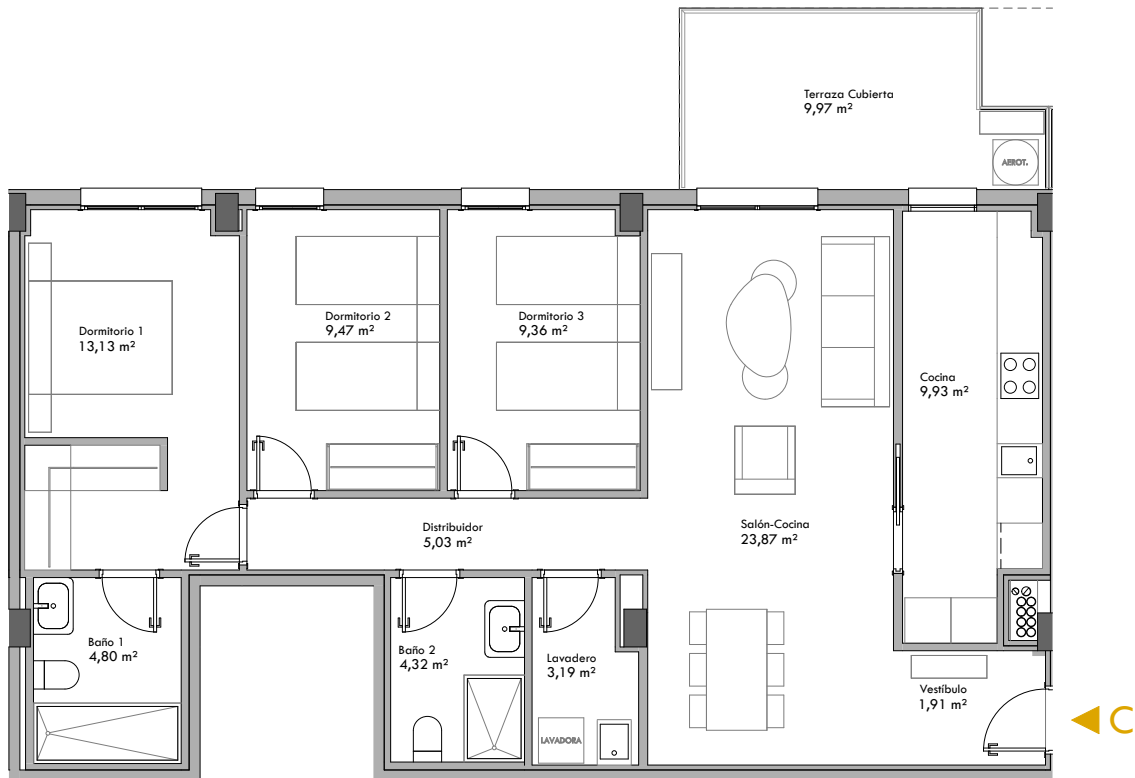 Terraza Cubierta
9,97 m²
AEROT.
Dormitorio 1
13,13 m²
Dormitorio 2
9,47 m²
Dormitorio 3
9,36 m²
Cocina
9,93 m²
Distribuidor
5,03 m²
Salón-Cocina
23,87 m²
Baño 1
4,80 m²
Baño 2
4,32 m²
Lavadero
3,19 m²
Vestíbulo
1,91 m²
LAVADORA
C